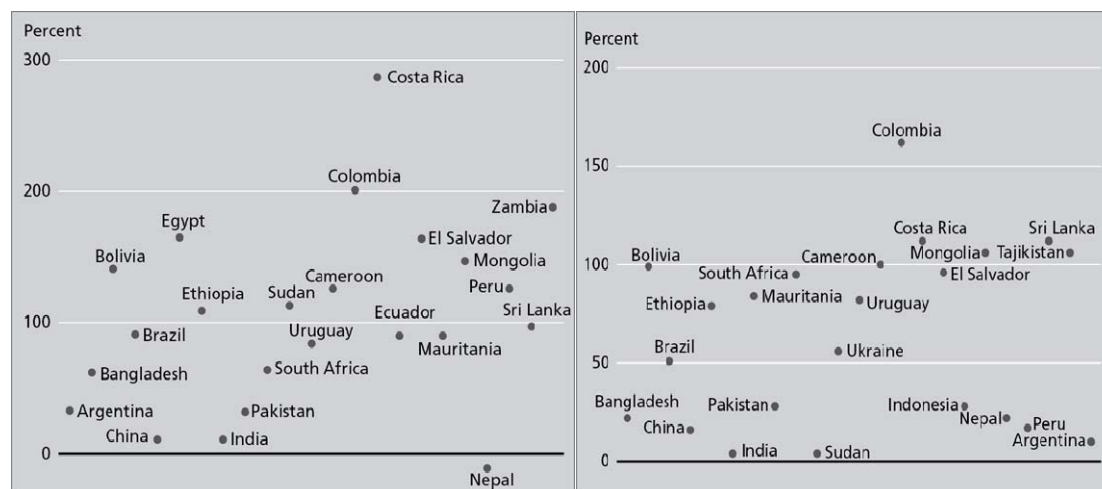 Percent
300
Costa Rica
Colombia
200
Zambia
Egypt
El Salvador
Bolivia
Mongolia
Cameroon
Peru
Ethiopia
Sudan
Ecuador
Sri Lanka
100
Brazil
Uruguay
Mauritania
South Africa
Bangladesh
Argentina
Pakistan
China
India
0
Nepal
Percent
200
Colombia
150
Costa Rica
Sri Lanka
Bolivia
Cameroon
Mongolia
Tajikistan
100
South Africa
El Salvador
Ethiopia
Mauritania
Uruguay
Brazil
Ukraine
50
Bangladesh
Pakistan
Indonesia
Nepal
Peru
China
Argentina
India
Sudan
0